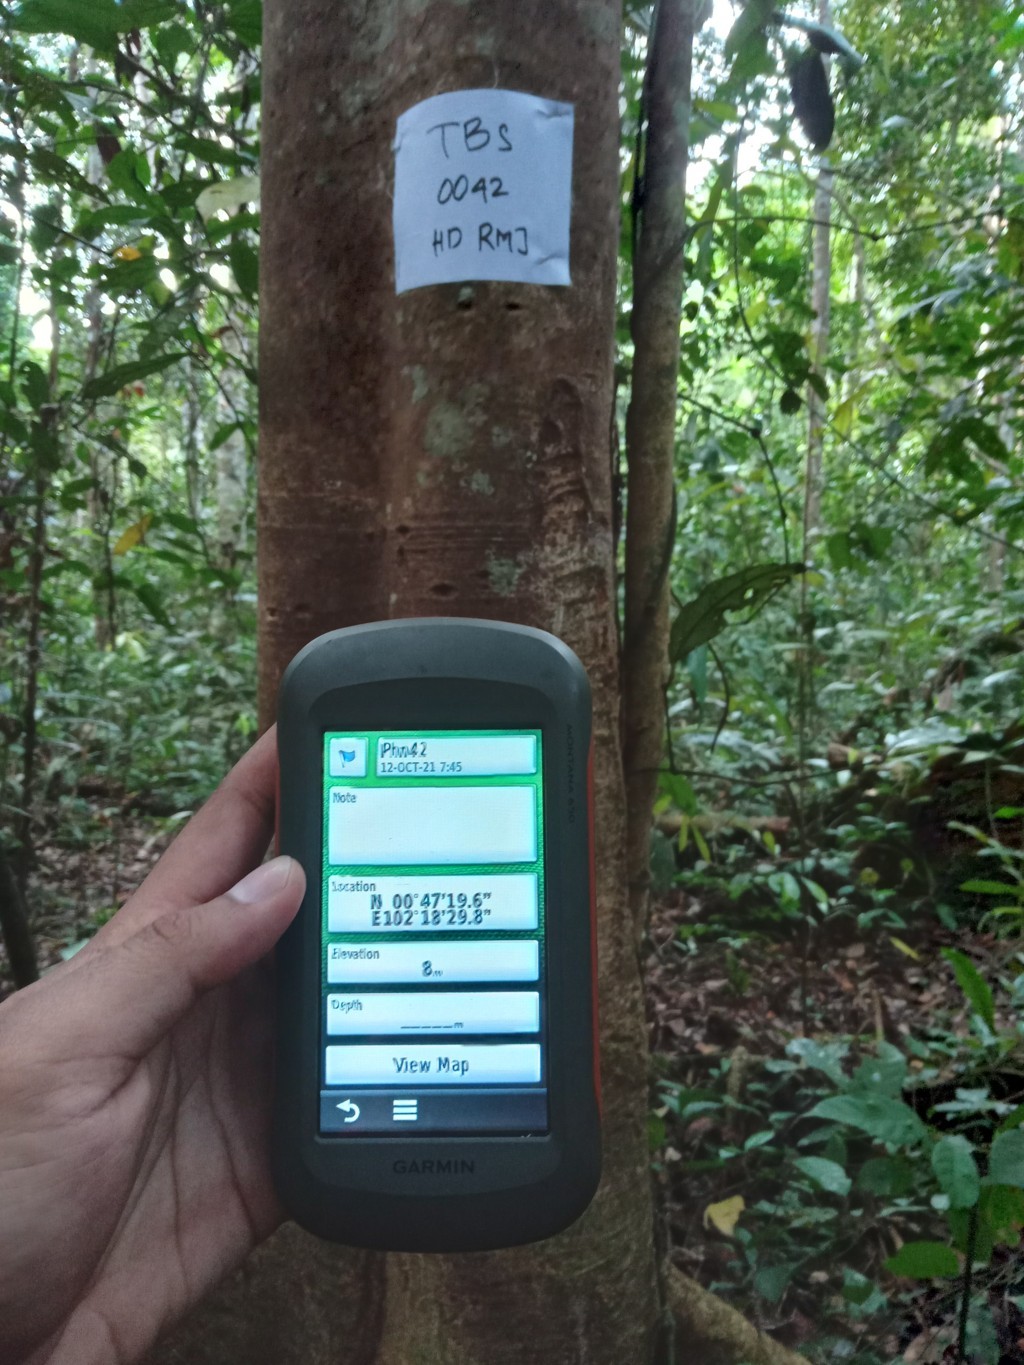 TBS
0042
HD RMJ
Phn42
12-OCT-21 7:45
Note
Location
N 00°47'19.6"
E102°18'29.8"
Elevation
8m
Depth
_____m
View Map
GARMIN